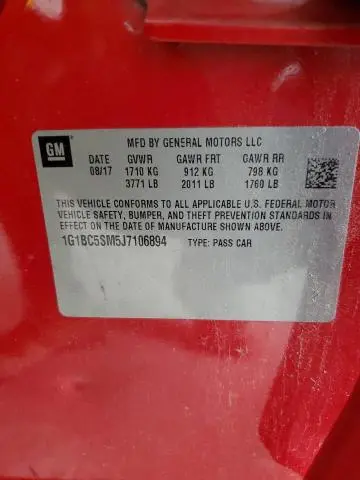 GM
MFD BY GENERAL MOTORS LLC
DATE GVWR GAWR FRT GAWR RR
08/17 1710 KG 912 KG 798 KG
3771 LB 2011 LB 1760 LB
THIS VEHICLE CONFORMS TO ALL APPLICABLE U.S. FEDERAL MOTOR
VEHICLE SAFETY, BUMPER, AND THEFT PREVENTION STANDARDS IN
EFFECT ON THE DATE OF MANUFACTURE SHOWN ABOVE.
1G1BC5SM5J7106894 TYPE: PASS CAR